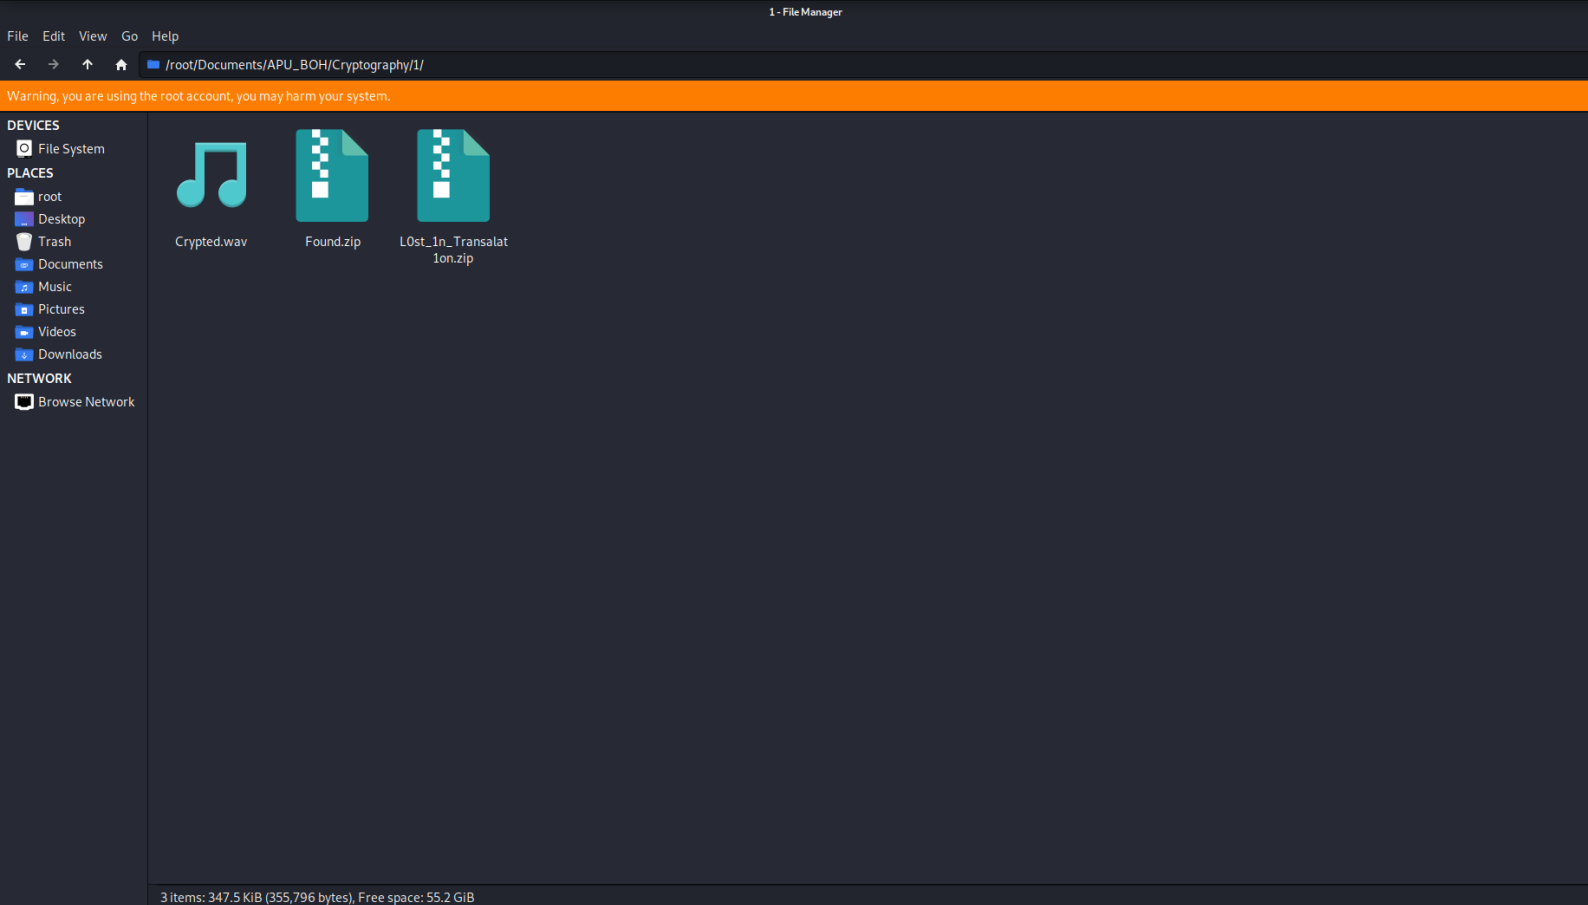 1 - File Manager
File Edit View Go Help
/root/Documents/APU_BOH/Cryptography/1/
Warning, you are using the root account, you may harm your system.
DEVICES
File System
PLACES
root
Desktop
Trash
Documents
Music
Pictures
Videos
Downloads
NETWORK
Browse Network
Crypted.wav
Found.zip
L0st_1n_Transalat
1on.zip
3 items: 347.5 KiB (355,796 bytes), Free space: 55.2 GiB